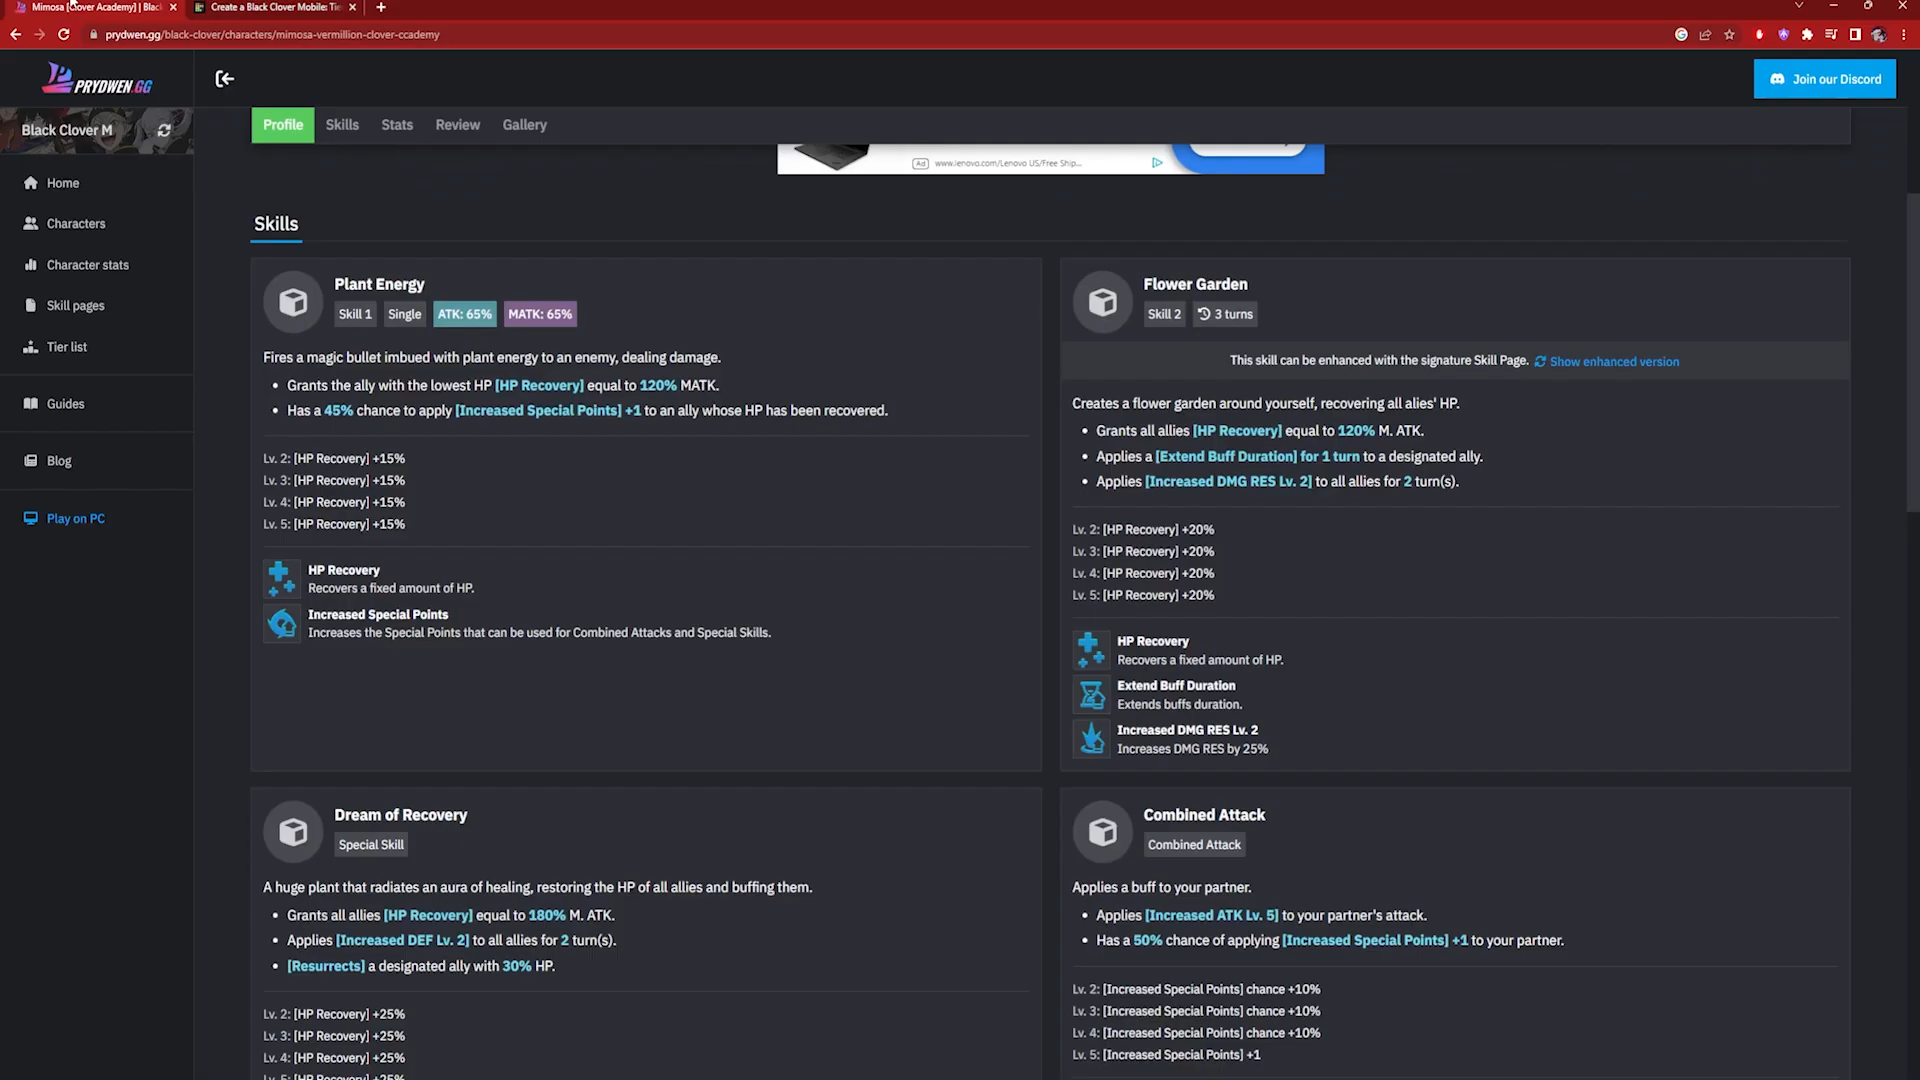 Mimosa [Clover Academy] | Blac
Create a Black Clover Mobile: Tie
prydwen.gg/black-clover/characters/mimosa-vermillion-clover-ccademy
PRYDWEN.GG
Join our Discord
Black Clover M
Profile
Skills
Stats
Review
Gallery
Ad
www.lenovo.com/Lenovo US/Free Ship...
Home
Characters
Character stats
Skill pages
Tier list
Guides
Blog
Play on PC
Skills
Plant Energy
Skill 1
Single
ATK: 65%
MATK: 65%
Fires a magic bullet imbued with plant energy to an enemy, dealing damage.
• Grants the ally with the lowest HP [HP Recovery] equal to 120% MATK.
• Has a 45% chance to apply [Increased Special Points] +1 to an ally whose HP has been recovered.
Lv. 2: [HP Recovery] +15%
Lv. 3: [HP Recovery] +15%
Lv. 4: [HP Recovery] +15%
Lv. 5: [HP Recovery] +15%
HP Recovery
Recovers a fixed amount of HP.
Increased Special Points
Increases the Special Points that can be used for Combined Attacks and Special Skills.
Flower Garden
Skill 2
3 turns
This skill can be enhanced with the signature Skill Page. Show enhanced version
Creates a flower garden around yourself, recovering all alies' HP.
• Grants all allies [HP Recovery] equal to 120% M. ATK.
• Applies a [Extend Buff Duration] for 1 turn to a designated ally.
• Applies [Increased DMG RES Lv. 2] to all allies for 2 turn(s).
Lv. 2: [HP Recovery] +20%
Lv. 3: [HP Recovery] +20%
Lv. 4: [HP Recovery] +20%
Lv. 5: [HP Recovery] +20%
HP Recovery
Recovers a fixed amount of HP.
Extend Buff Duration
Extends buffs duration.
Increased DMG RES Lv. 2
Increases DMG RES by 25%
Dream of Recovery
Special Skill
A huge plant that radiates an aura of healing, restoring the HP of all allies and buffing them.
• Grants all allies [HP Recovery] equal to 180% M. ATK.
• Applies [Increased DEF Lv. 2] to all allies for 2 turn(s).
• [Resurrects] a designated ally with 30% HP.
Lv. 2: [HP Recovery] +25%
Lv. 3: [HP Recovery] +25%
Lv. 4: [HP Recovery] +25%
Lv. 5: [HP Recovery] +25%
Combined Attack
Combined Attack
Applies a buff to your partner.
• Applies [Increased ATK Lv. 5] to your partner's attack.
• Has a 50% chance of applying [Increased Special Points] +1 to your partner.
Lv. 2: [Increased Special Points] chance +10%
Lv. 3: [Increased Special Points] chance +10%
Lv. 4: [Increased Special Points] chance +10%
Lv. 5: [Increased Special Points] +1